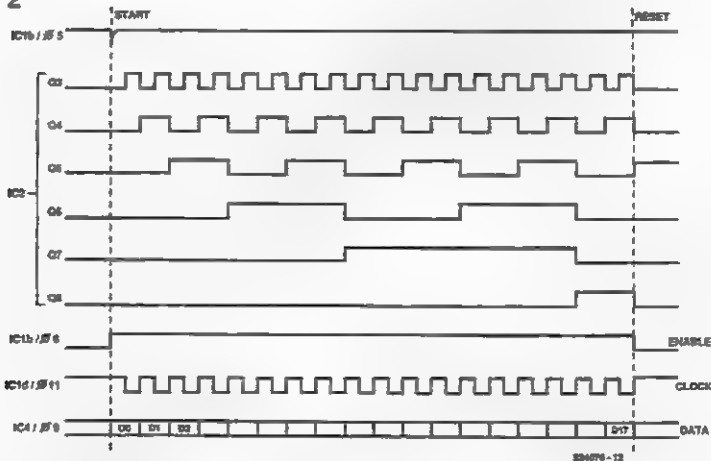 2
START
RESET
IC1b / Ø 5
Q3
Q4
Q5
IC2
Q6
Q7
Q8
IC1b / Ø 6
ENABLE
IC1d / Ø 11
CLOCK
IC4 / Ø 9
D0 D1 D2
D17
DATA